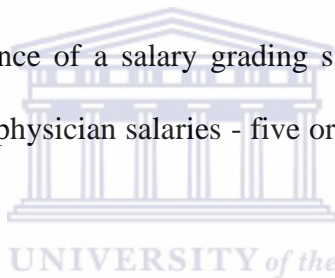 nce of a salary grading s
physician salaries - five or
UNIVERSITY of the